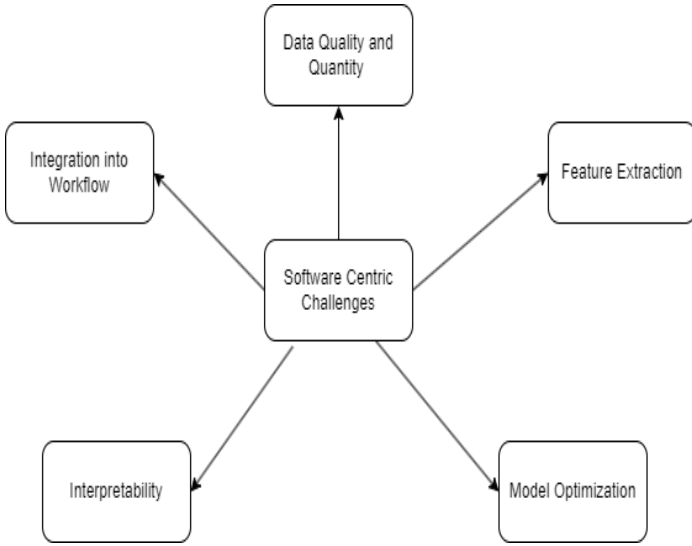 Data Quality and
Quantity
Integration into
Workflow
Feature Extraction
Software Centric
Challenges
Interpretability
Model Optimization